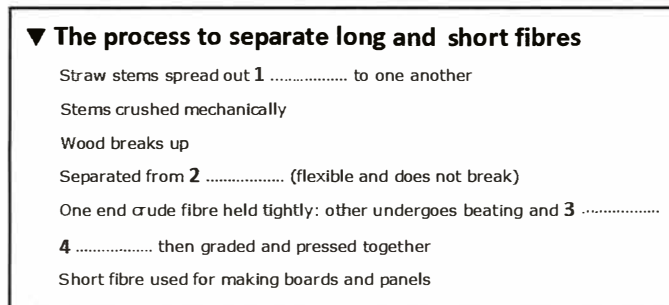 ▼ The process to separate long and short fibres
Straw stems spread out 1 .................. to one another
Stems crushed mechanically
Wood breaks up
Separated from 2 .................. (flexible and does not break)
One end crude fibre held tightly: other undergoes beating and 3 ..................
4 .................. then graded and pressed together
Short fibre used for making boards and panels